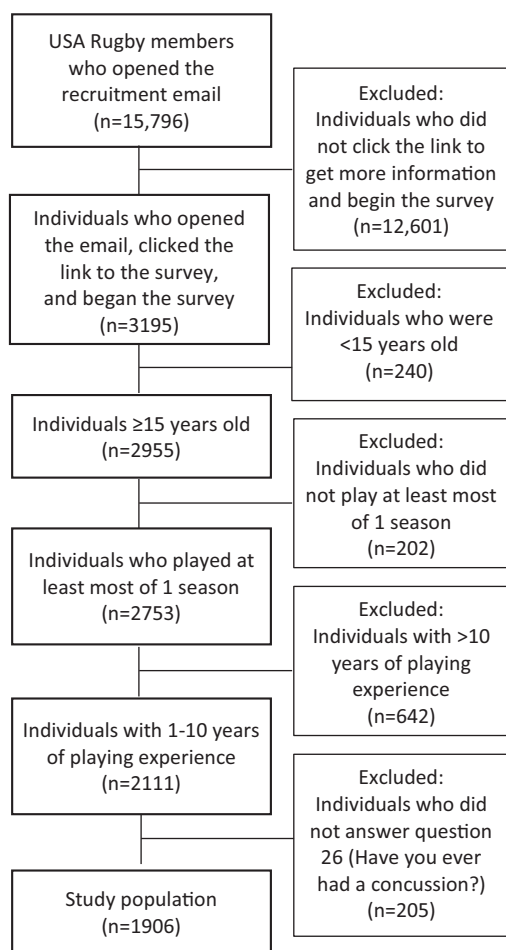 USA Rugby members
who opened the
recruitment email
(n=15,796)
Excluded:
Individuals who did
not click the link to
get more information
and begin the survey
(n=12,601)
Individuals who opened
the email, clicked the
link to the survey,
and began the survey
(n=3195)
Excluded:
Individuals who were
<15 years old
(n=240)
Individuals ≥15 years old
(n=2955)
Excluded:
Individuals who did
not play at least most
of 1 season
(n=202)
Individuals who played at
least most of 1 season
(n=2753)
Excluded:
Individuals with >10
years of playing
experience
(n=642)
Individuals with 1-10 years
of playing experience
(n=2111)
Excluded:
Individuals who did
not answer question
26 (Have you ever
had a concussion?)
(n=205)
Study population
(n=1906)